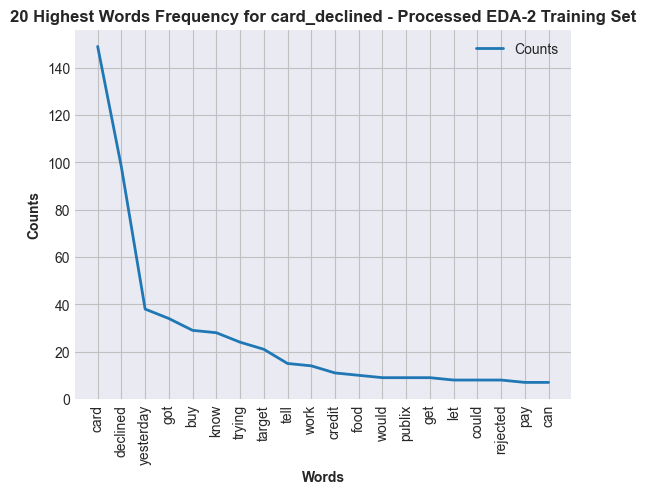 20 Highest Words Frequency for card_declined - Processed EDA-2 Training Set
Counts
140
120
100
80
60
40
20
0
Counts
card
declined
yesterday
got
buy
know
trying
target
tell
work
credit
food
would
publix
get
let
could
rejected
pay
can
Words